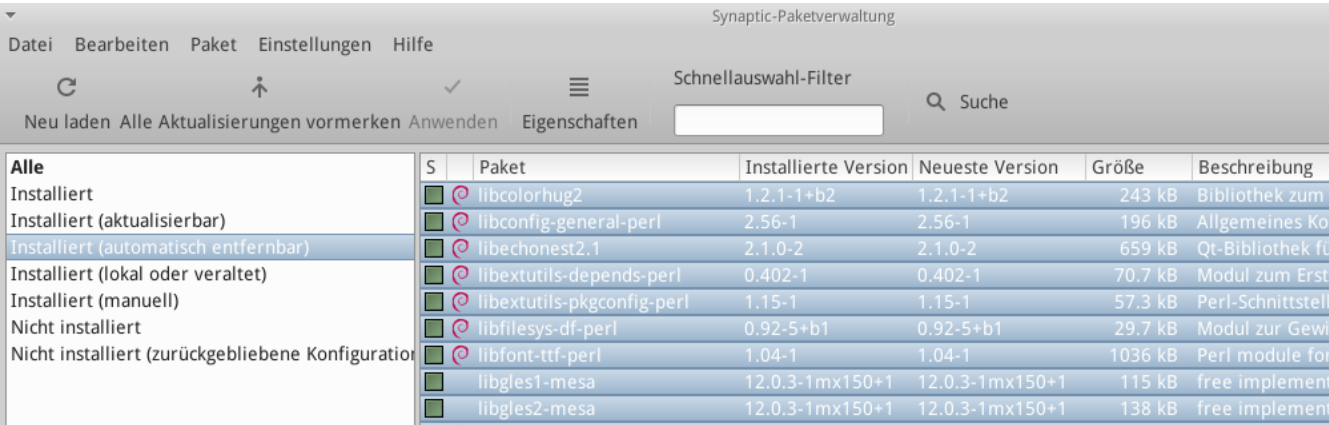 Synaptic-Paketverwaltung
Datei Bearbeiten Paket Einstellungen Hilfe
Schnellauswahl-Filter
Suche
Neu laden Alle Aktualisierungen vormerken Anwenden Eigenschaften
Alle
Installiert
Installiert (aktualisierbar)
Installiert (automatisch entfernbar)
Installiert (lokal oder veraltet)
Installiert (manuell)
Nicht installiert
Nicht installiert (zurückgebliebene Konfiguration
S Paket Installierte Version Neueste Version Größe Beschreibung
libcolorhug2 1.2.1-1+b2 1.2.1-1+b2 243 kB Bibliothek zum
libconfig-general-perl 2.56-1 2.56-1 196 kB Allgemeines Ko
libechonest2.1 2.1.0-2 2.1.0-2 659 kB Qt-Bibliothek fü
libextutils-depends-perl 0.402-1 0.402-1 70.7 kB Modul zum Erst
libextutils-pkgconfig-perl 1.15-1 1.15-1 57.3 kB Perl-Schnittstell
libfilesys-df-perl 0.92-5+b1 0.92-5+b1 29.7 kB Modul zur Gewi
libfont-ttf-perl 1.04-1 1.04-1 1036 kB Perl module for
libgles1-mesa 12.0.3-1mx150+1 12.0.3-1mx150+1 115 kB free implement
libgles2-mesa 12.0.3-1mx150+1 12.0.3-1mx150+1 138 kB free implement